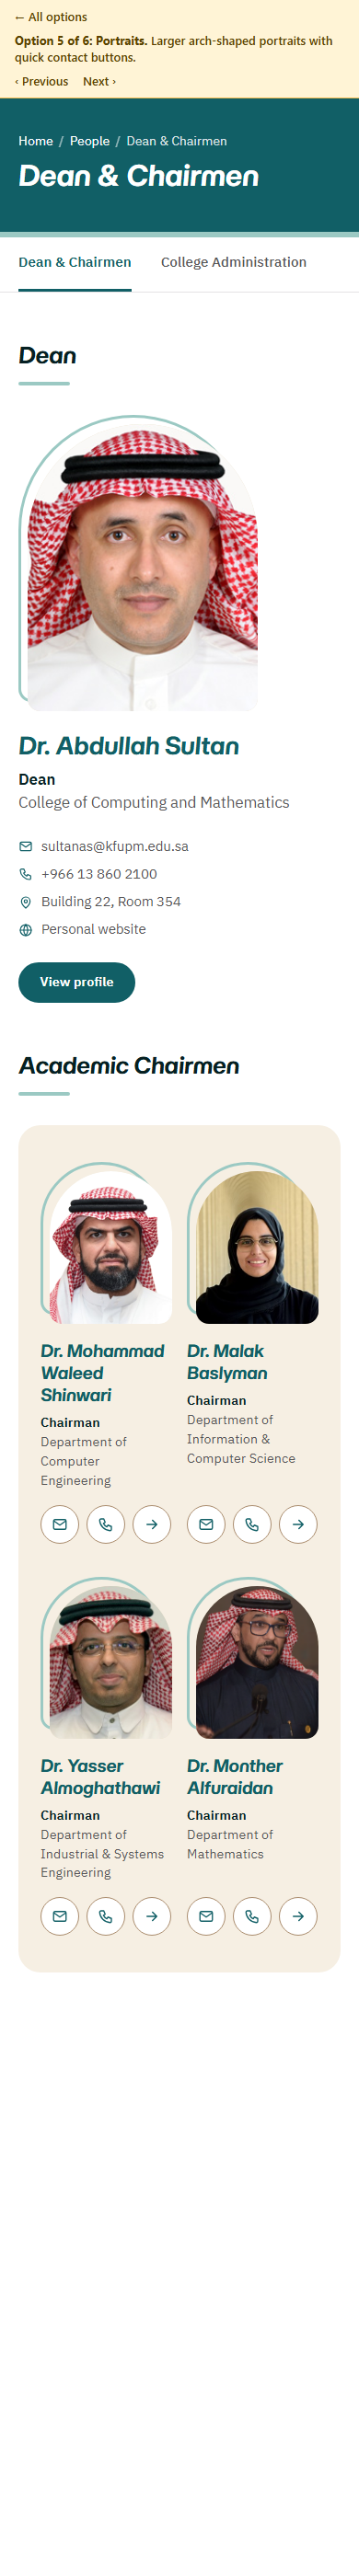 ← All options
Option 5 of 6: Portraits. Larger arch-shaped portraits with
quick contact buttons.
‹ Previous Next ›
Home / People / Dean & Chairmen
Dean & Chairmen
Dean & Chairmen College Administration
Dean
Dr. Abdullah Sultan
Dean
College of Computing and Mathematics
sultanas@kfupm.edu.sa
+966 13 860 2100
Building 22, Room 354
Personal website
View profile
Academic Chairmen
Dr. Mohammad
Waleed
Shinwari
Chairman
Department of
Computer
Engineering
Dr. Malak
Baslyman
Chairman
Department of
Information &
Computer Science
Dr. Yasser
Almoghathawi
Chairman
Department of
Industrial & Systems
Engineering
Dr. Monther
Alfuraidan
Chairman
Department of
Mathematics